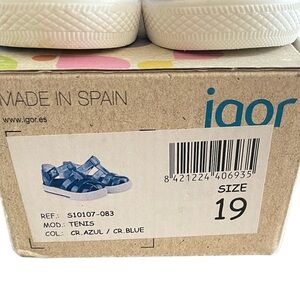 MADE IN SPAIN
www.igor.es
igor
8 421224 406935
SIZE
19
REF.: S10107-083
MOD.: TENIS
COL.: CR.AZUL / CR.BLUE